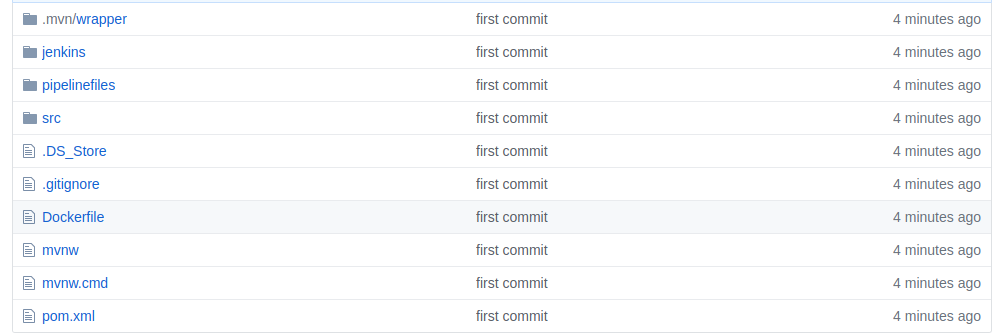 .mvn/wrapper first commit 4 minutes ago
jenkins first commit 4 minutes ago
pipelinefiles first commit 4 minutes ago
src first commit 4 minutes ago
.DS_Store first commit 4 minutes ago
.gitignore first commit 4 minutes ago
Dockerfile first commit 4 minutes ago
mvnw first commit 4 minutes ago
mvnw.cmd first commit 4 minutes ago
pom.xml first commit 4 minutes ago